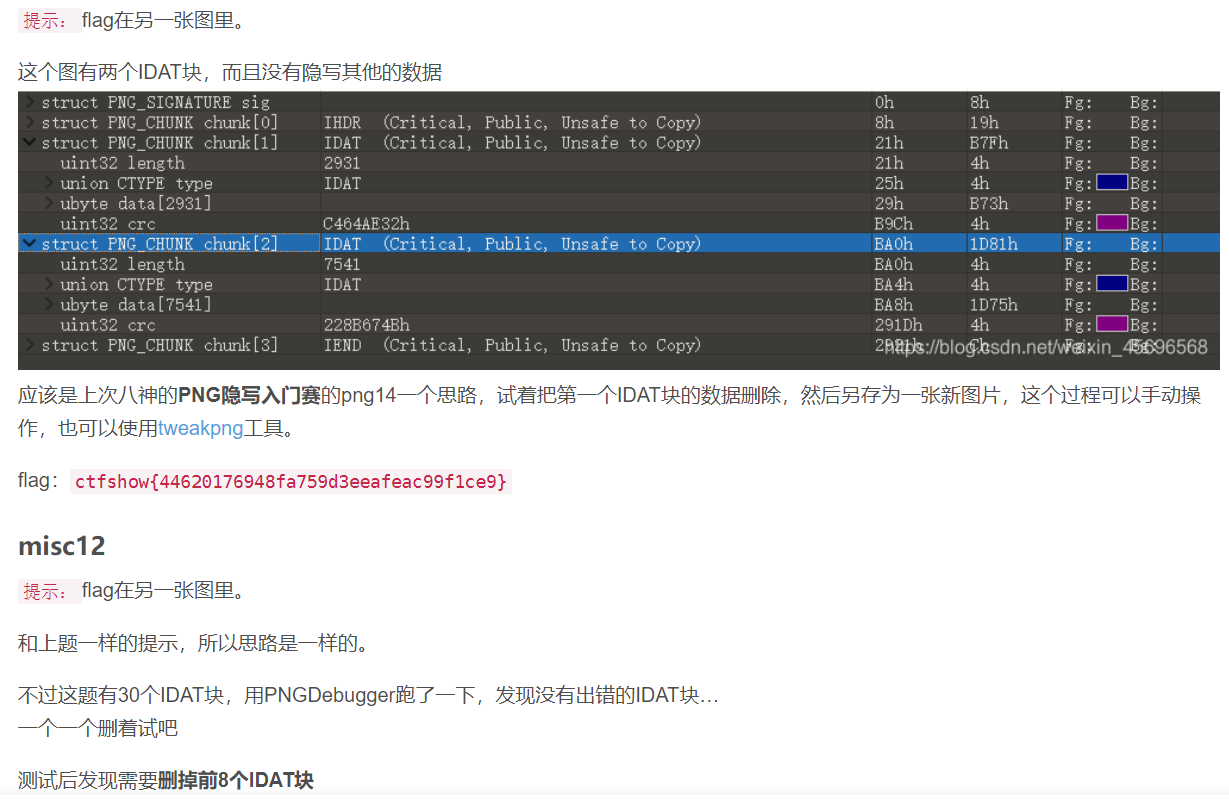 提示： flag在另一张图里。
这个图有两个IDAT块，而且没有隐写其他的数据
struct PNG_SIGNATURE sig 0h 8h Fg: Bg:
struct PNG_CHUNK chunk[0] IHDR (Critical, Public, Unsafe to Copy) 8h 19h Fg: Bg:
struct PNG_CHUNK chunk[1] IDAT (Critical, Public, Unsafe to Copy) 21h B7Fh Fg: Bg:
uint32 length 2931 21h 4h Fg: Bg:
union CTYPE type IDAT 25h 4h Fg: Bg:
ubyte data[2931] 29h B73h Fg: Bg:
uint32 crc C464AE32h B9Ch 4h Fg: Bg:
struct PNG_CHUNK chunk[2] IDAT (Critical, Public, Unsafe to Copy) BA0h 1D81h Fg: Bg:
uint32 length 7541 BA0h 4h Fg: Bg:
union CTYPE type IDAT BA4h 4h Fg: Bg:
ubyte data[7541] BA8h 1D75h Fg: Bg:
uint32 crc 228B674Bh 291Dh 4h Fg: Bg:
struct PNG_CHUNK chunk[3] IEND (Critical, Public, Unsafe to Copy) Fg: Bg:
https://blog.csdn.net/weixin_45696568
应该是上次八神的PNG隐写入门赛的png14一个思路，试着把第一个IDAT块的数据删除，然后另存为一张新图片，这个过程可以手动操
作，也可以使用tweakpng工具。
flag： ctfshow{44620176948fa759d3eeafeac99f1ce9}
misc12
提示： flag在另一张图里。
和上题一样的提示，所以思路是一样的。
不过这题有30个IDAT块，用PNGDebugger跑了一下，发现没有出错的IDAT块…
一个一个删着试吧
测试后发现需要删掉前8个IDAT块